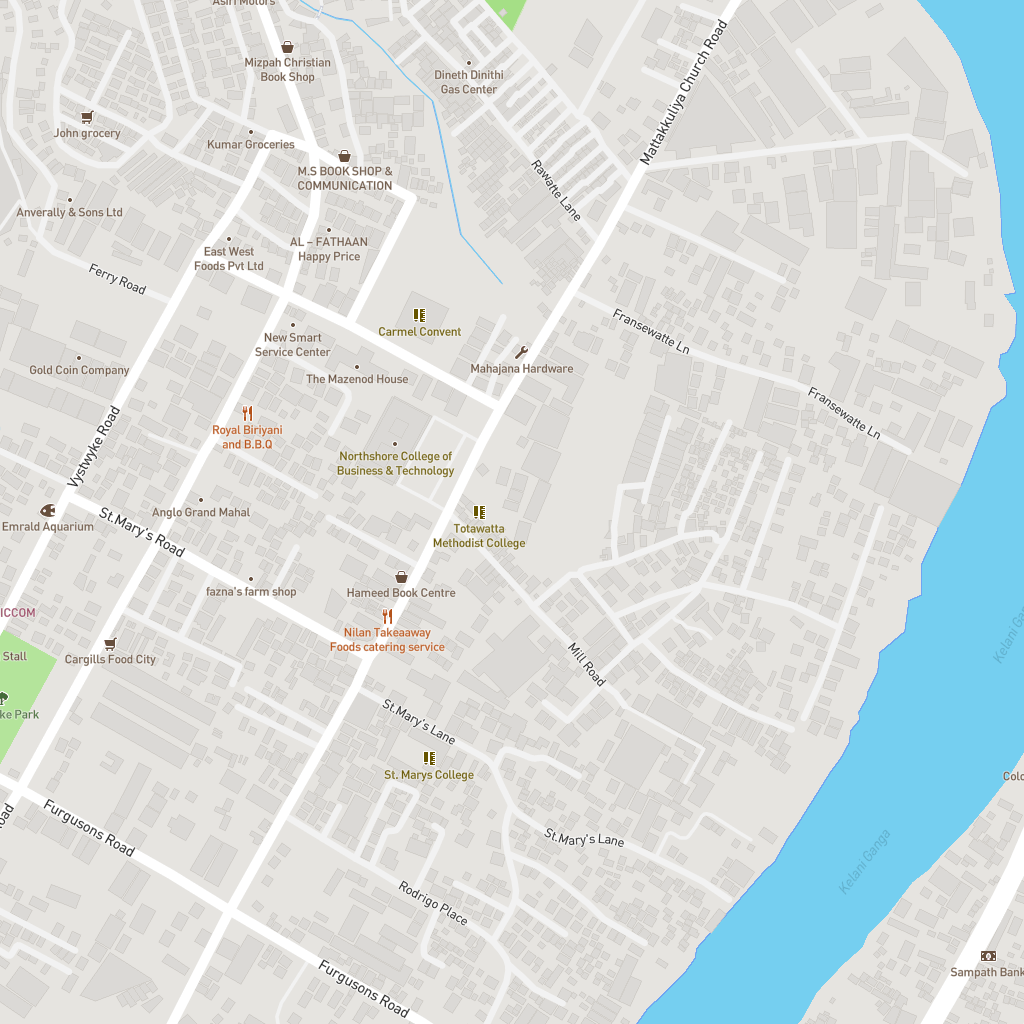 Asiri Motors
Mizpah Christian
Book Shop
Dineth Dinithi
Gas Center
Mattakkuliya Church Road
John grocery
Kumar Groceries
M.S BOOK SHOP &
COMMUNICATION
Rawatte Lane
Anverally & Sons Ltd
AL – FATHAAN
Happy Price
East West
Foods Pvt Ltd
Ferry Road
Carmel Convent
Fransewatte Ln
New Smart
Service Center
Gold Coin Company
Mahajana Hardware
The Mazenod House
Fransewatte Ln
Vystwyke Road
Royal Biriyani
and B.B.Q
Northshore College of
Business & Technology
Anglo Grand Mahal
Emrald Aquarium
St.Mary's Road
Totawatta
Methodist College
fazna's farm shop
Hameed Book Centre
ICCOM
Nilan Takeaaway
Foods catering service
Kelani Ga
Stall
Cargills Food City
Mill Road
ke Park
St.Mary's Lane
St. Marys College
Colo
oad
Furgusons Road
St.Mary's Lane
Kelani Ganga
Rodrigo Place
Sampath Bank
Furgusons Road